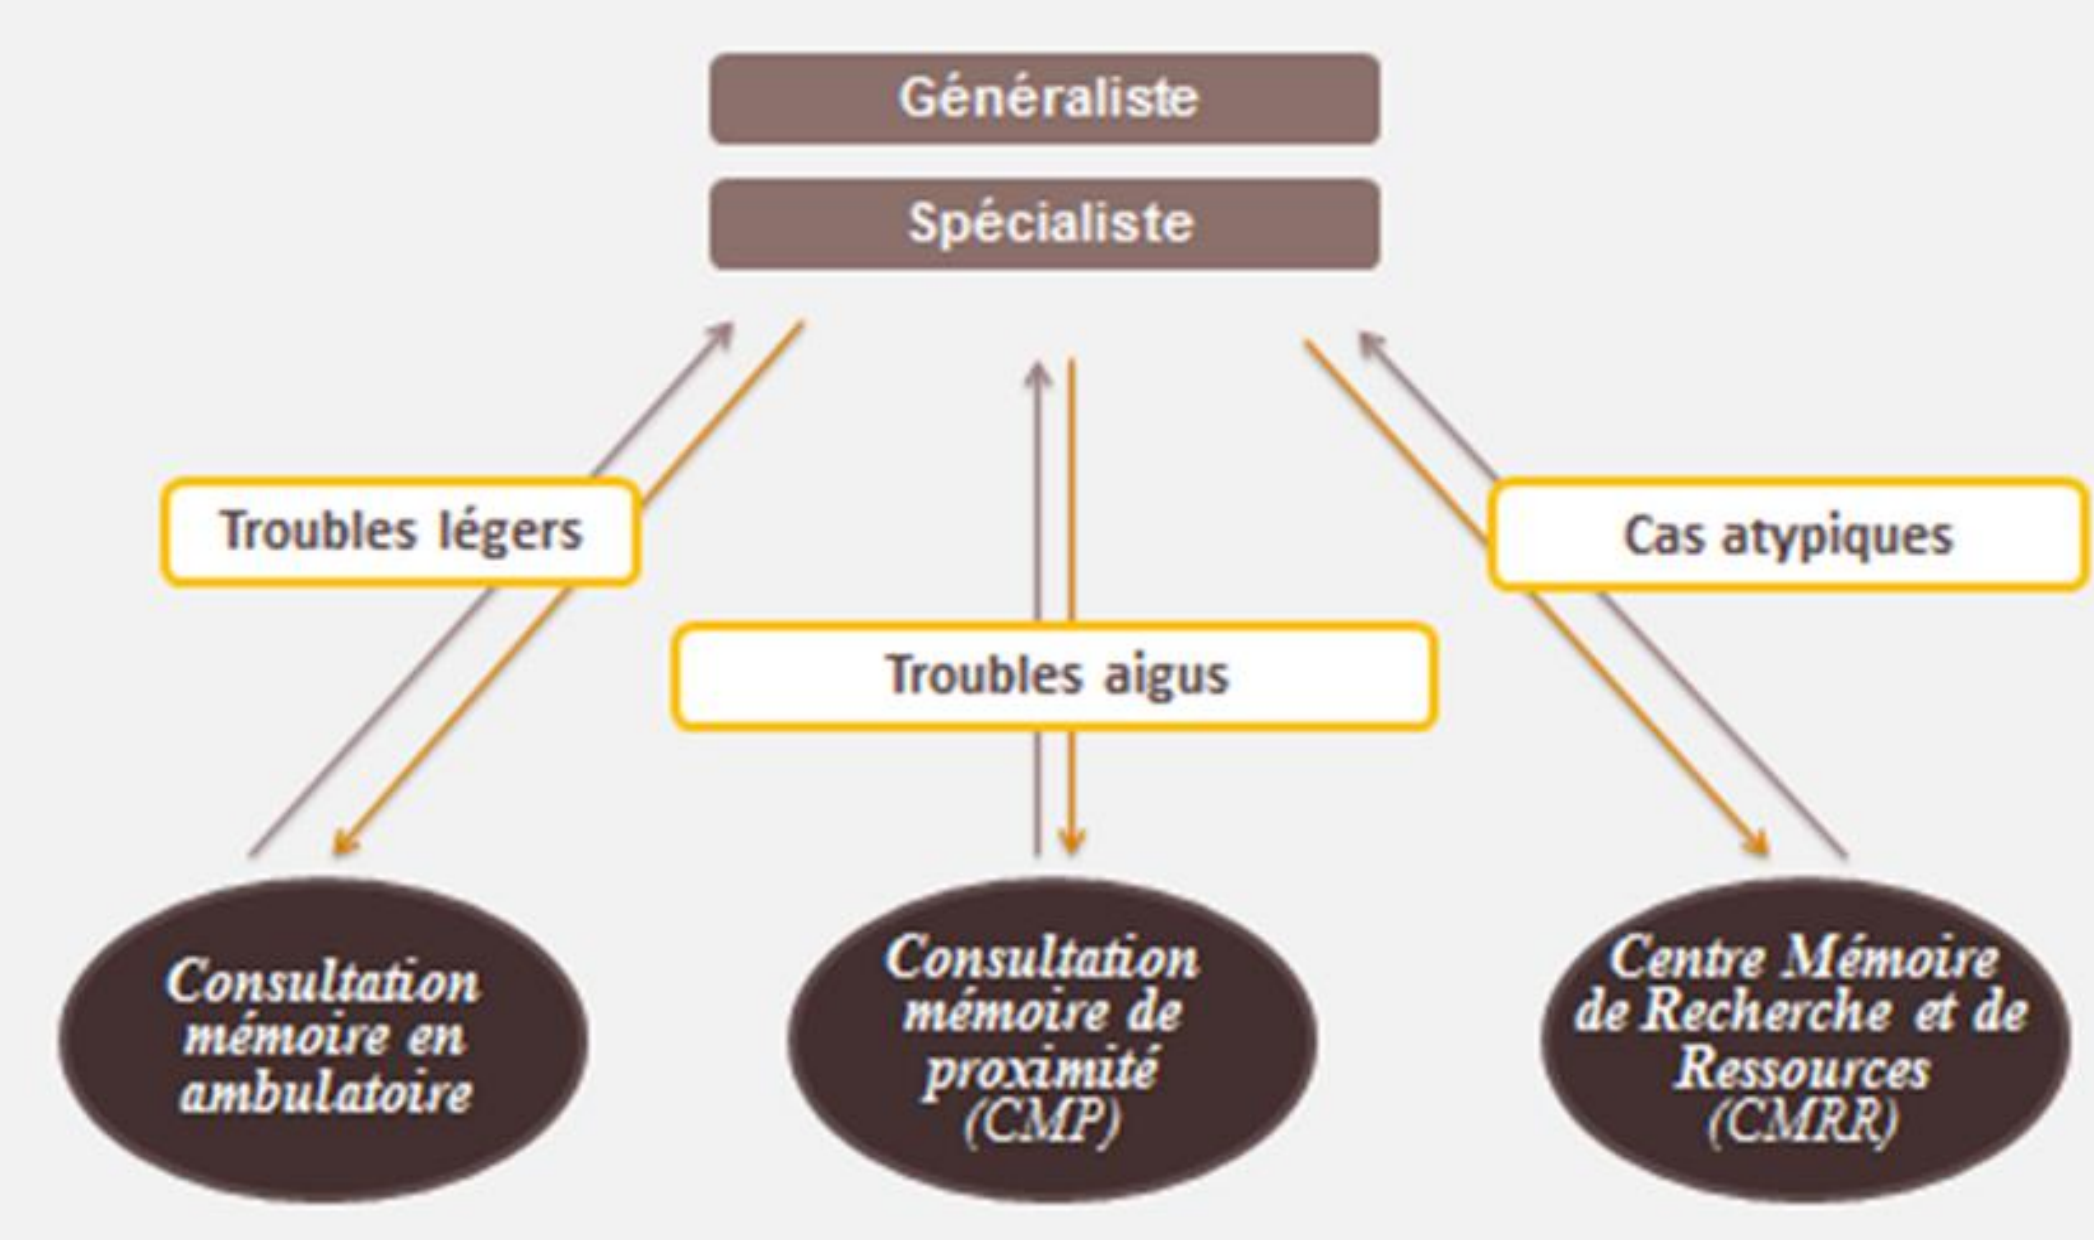 Généraliste
Spécialiste
Troubles légers
Cas atypiques
Troubles aigus
Consultation
mémoire en
ambulatoire
Consultation
mémoire de
proximité
(CMP)
Centre Mémoire
de Recherche et de
Ressources
(CMRR)